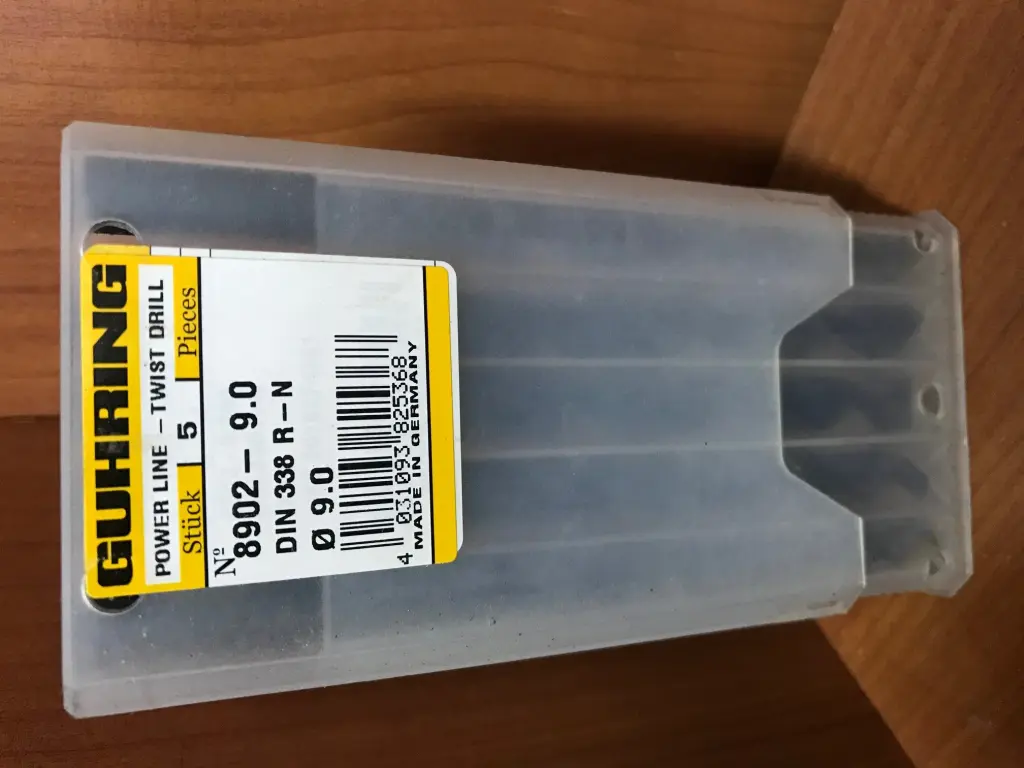 GUHRING
POWER LINE – TWIST DRILL
Stück 5 Pieces
Nº
8902 – 9.0
DIN 338 R – N
Ø 9.0
4 031093 825368
MADE IN GERMANY